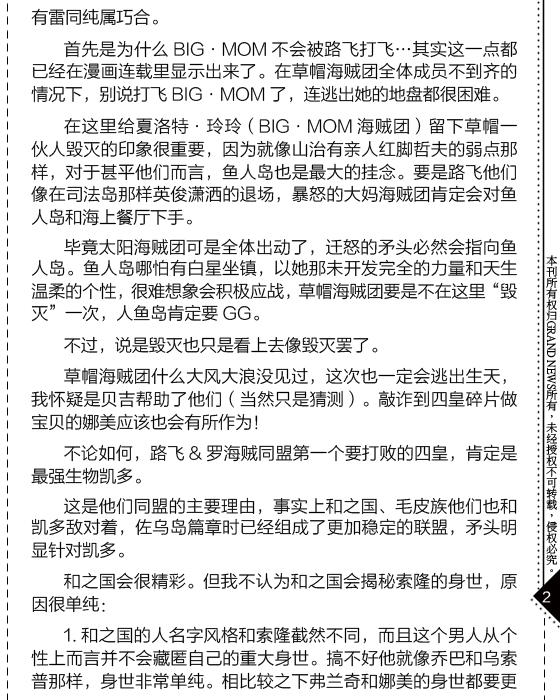 有雷同纯属巧合。
首先是为什么 BIG · MOM 不会被路飞打飞…其实这一点都
已经在漫画连载里显示出来了。在草帽海贼团全体成员不到齐的
情况下，别说打飞 BIG · MOM 了，连逃出她的地盘都很困难。
在这里给夏洛特 · 玲玲（ BIG · MOM 海贼团 ）留下草帽一
伙人毁灭的印象很重要，因为就像山治有亲人红脚哲夫的弱点那
样，对于甚平他们而言，鱼人岛也是最大的挂念。要是路飞他们
像在司法岛那样英俊潇洒的退场，暴怒的大妈海贼团肯定会对鱼
人岛和海上餐厅下手。
毕竟太阳海贼团可是全体出动了，迁怒的矛头必然会指向鱼
人岛。鱼人岛哪怕有白星坐镇，以她那未开发完全的力量和天生
温柔的个性，很难想象会积极应战，草帽海贼团要是不在这里“毁
灭”一次，人鱼岛肯定要 GG。
不过，说是毁灭也只是看上去像毁灭罢了。
草帽海贼团什么大风大浪没见过，这次也一定会逃出生天，
我怀疑是贝吉帮助了他们（ 当然只是猜测 ）。敲诈到四皇碎片做
宝贝的娜美应该也会有所作为！
不论如何，路飞 & 罗海贼同盟第一个要打败的四皇，肯定是
最强生物凯多。
这是他们同盟的主要理由，事实上和之国、毛皮族他们也和
凯多敌对着，佐乌岛篇章时已经组成了更加稳定的联盟，矛头明
显针对凯多。
和之国会很精彩。但我不认为和之国会揭秘索隆的身世，原
因很单纯：
1. 和之国的人名字风格和索隆截然不同，而且这个男人从个
性上而言并不会藏匿自己的重大身世。搞不好他就像乔巴和乌索
普那样，身世非常单纯。相比较之下弗兰奇和娜美的身世都要更
本刊所有权归GRAND NEWS所有，未经授权不可转载，侵权必究。
2